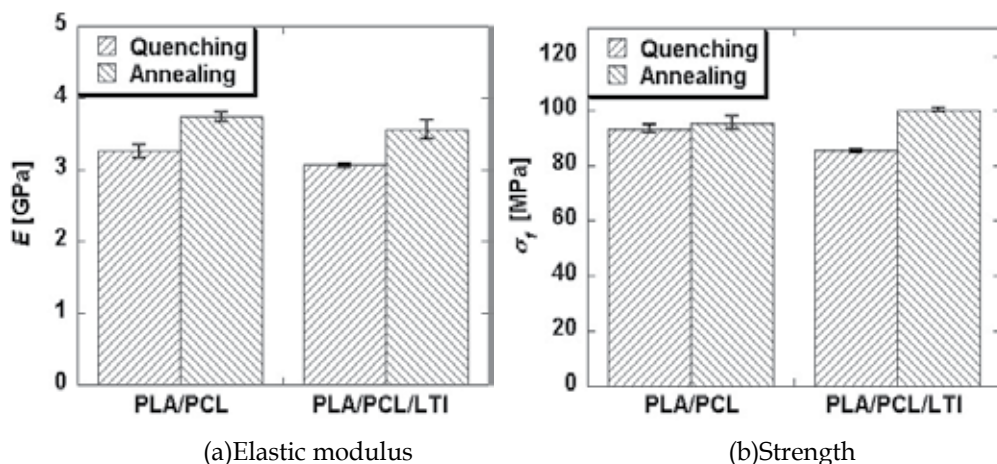 5
4
3
2
1
0
E [GPa]
Quenching
Annealing
PLA/PCL
PLA/PCL/LTI
(a)Elastic modulus
120
100
80
60
40
20
0
σf [MPa]
Quenching
Annealing
PLA/PCL
PLA/PCL/LTI
(b)Strength